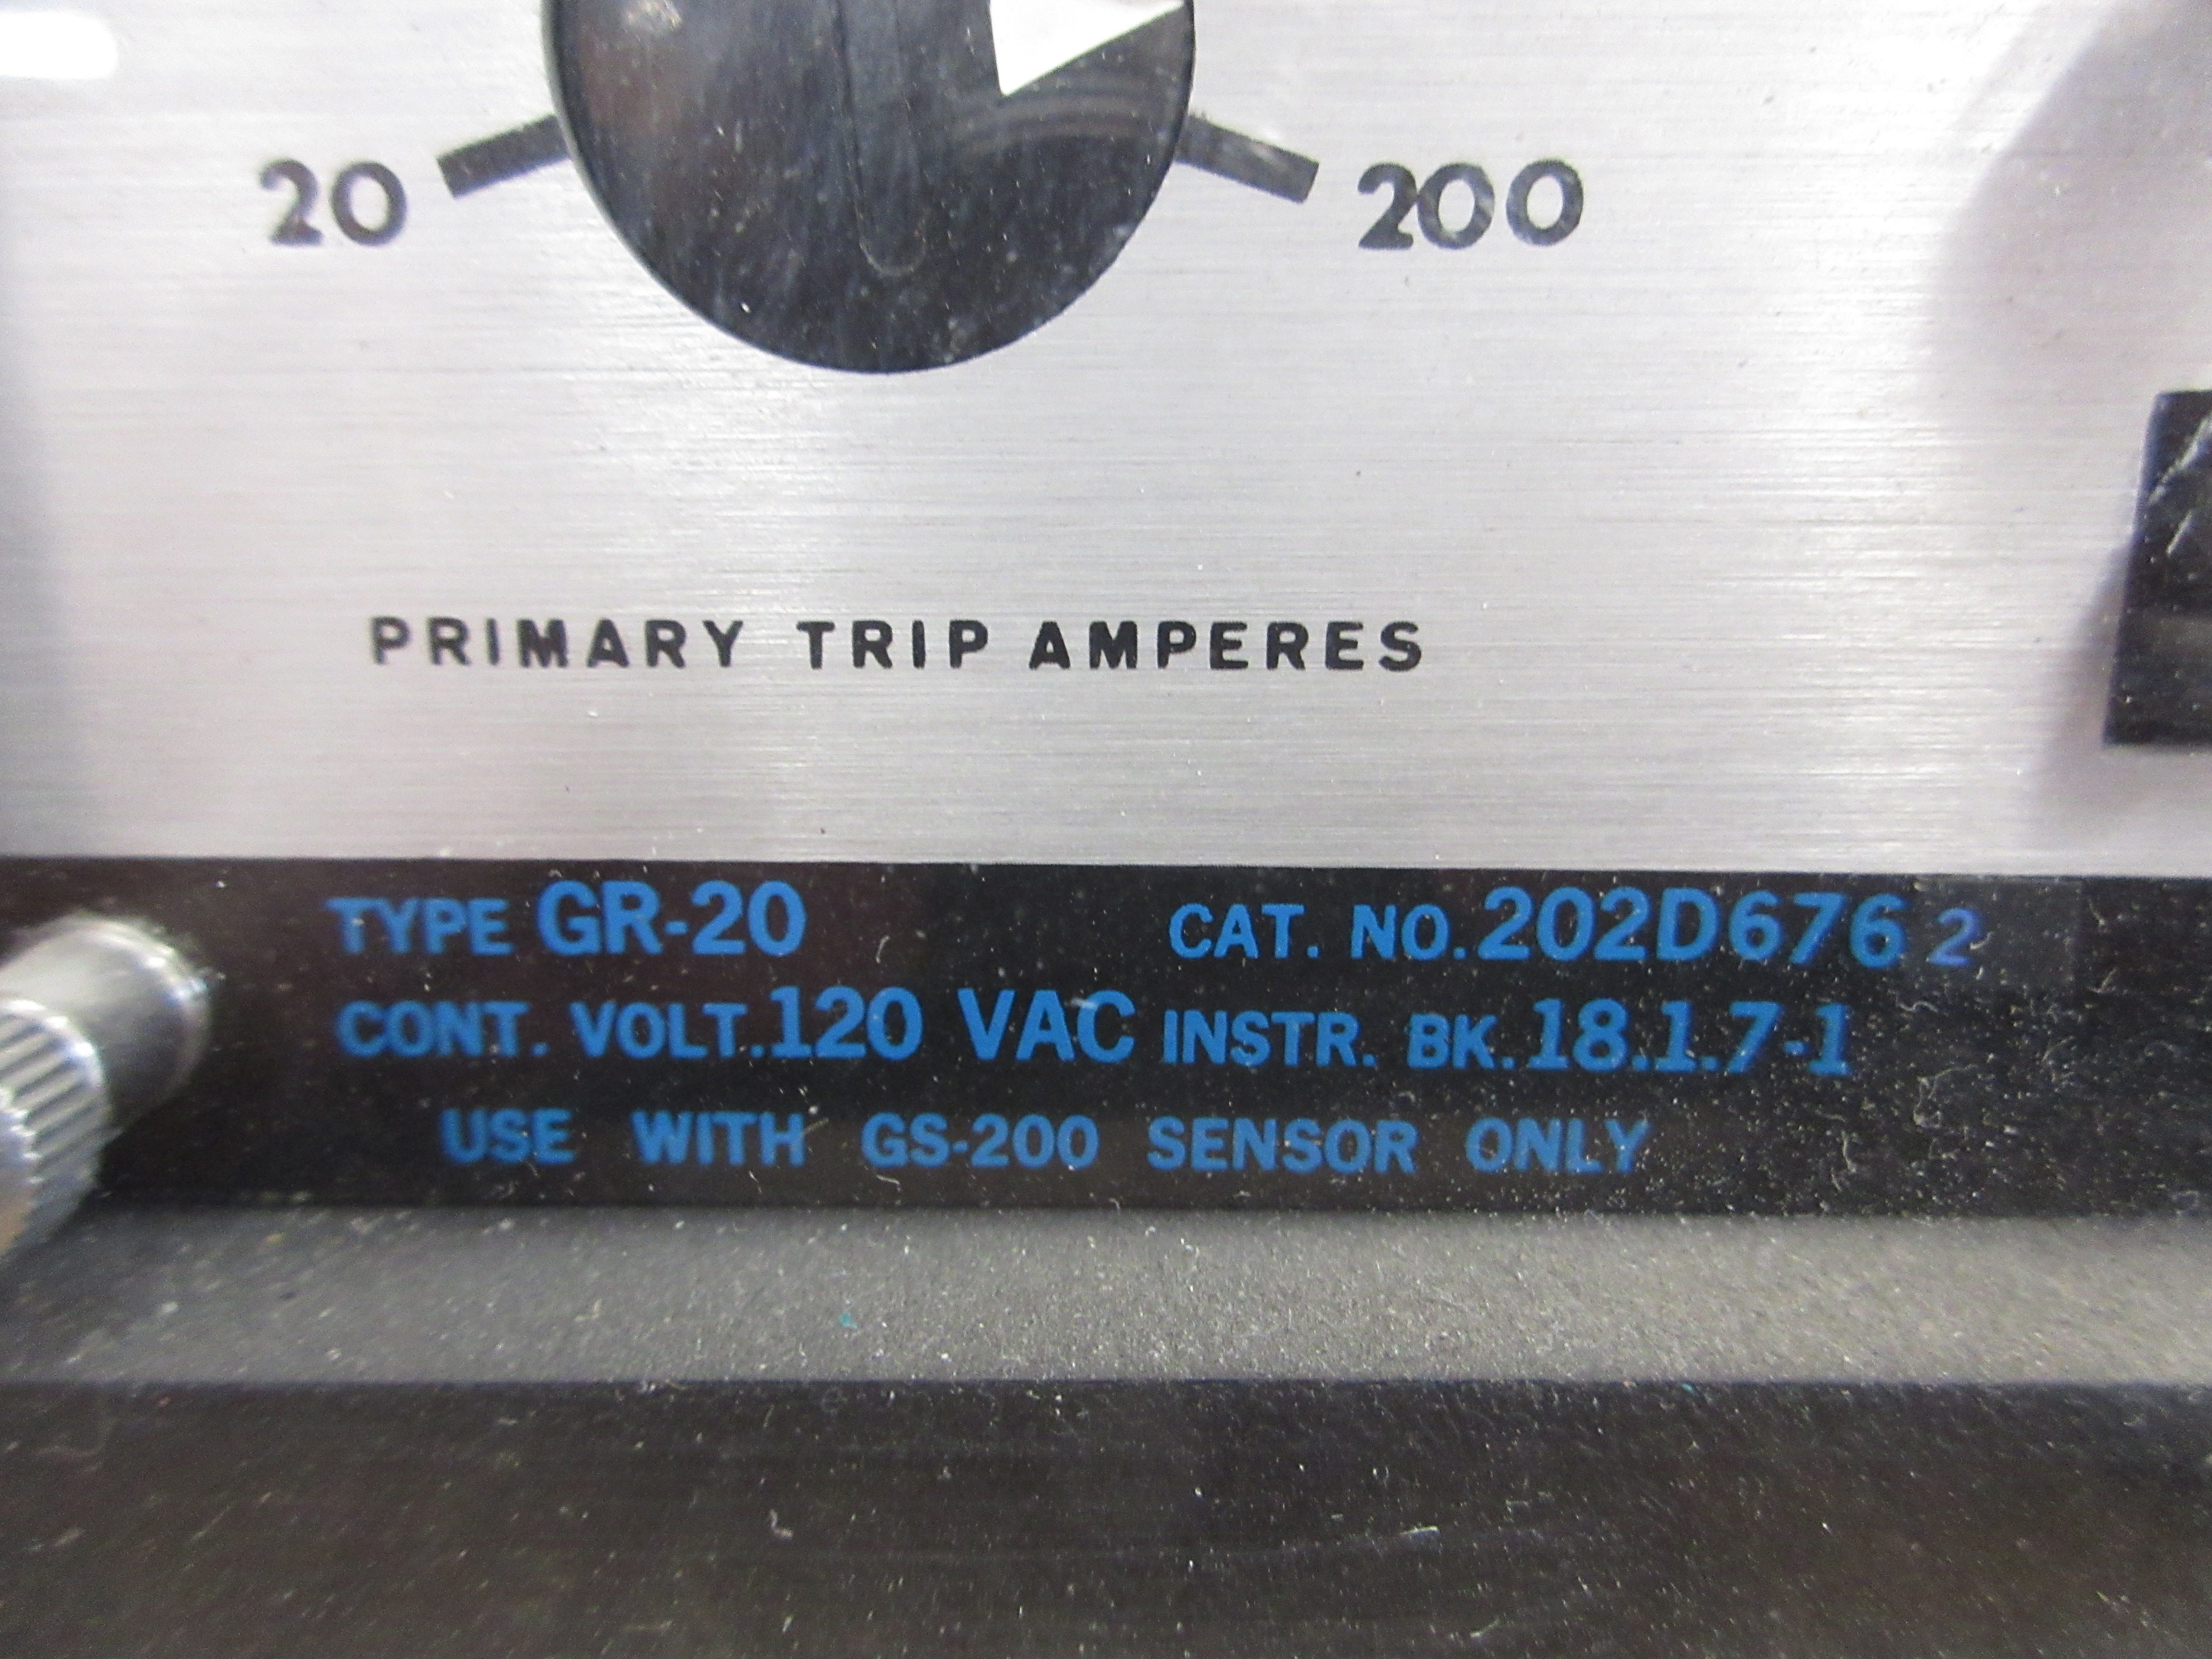 20 200
PRIMARY TRIP AMPERES
TYPE GR-20 CAT. NO. 202D676 2
CONT. VOLT. 120 VAC INSTR. BK. 18.1.7-1
USE WITH GS-200 SENSOR ONLY